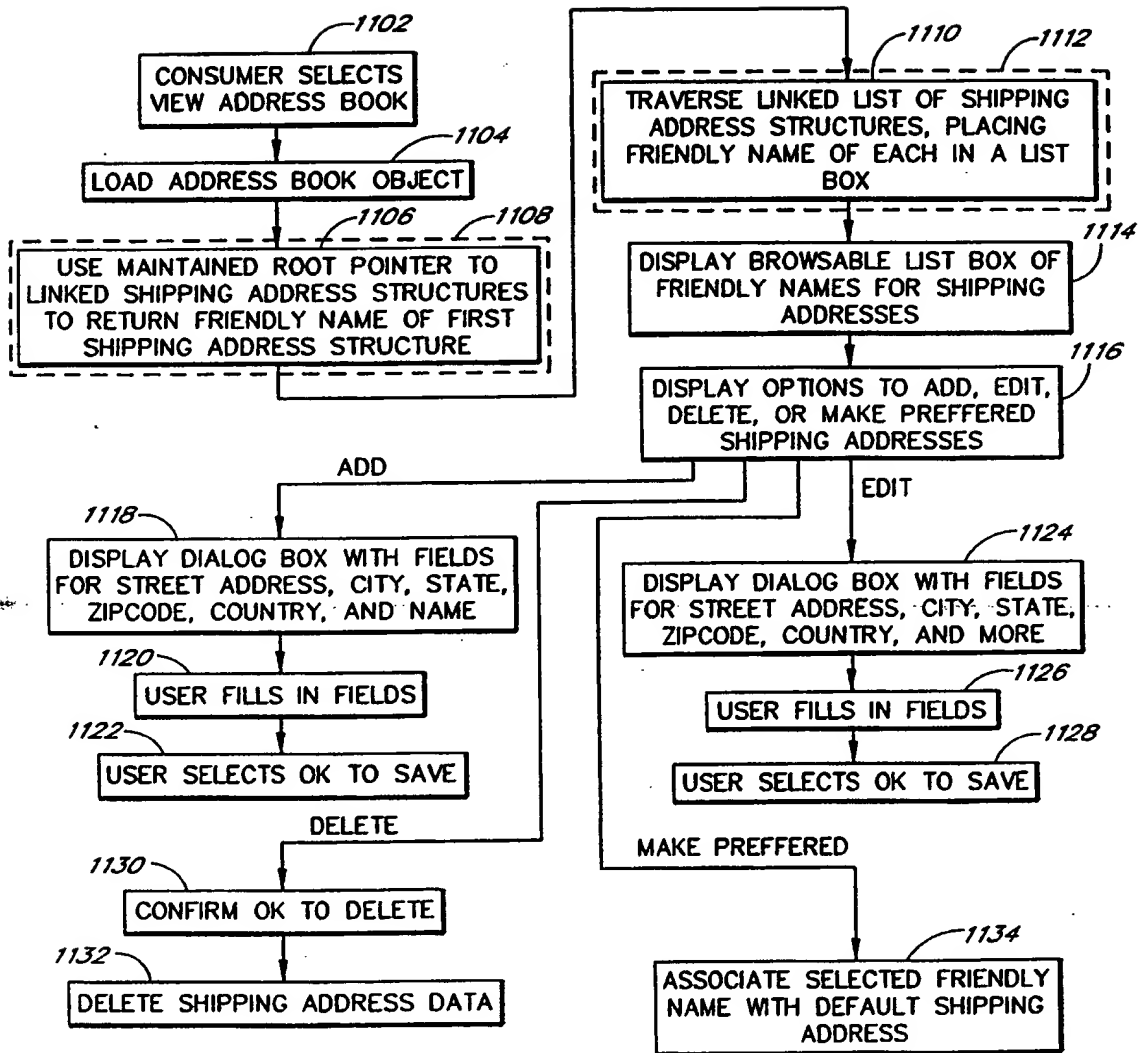 1102
CONSUMER SELECTS
VIEW ADDRESS BOOK
1104
LOAD ADDRESS BOOK OBJECT
1106
1108
USE MAINTAINED ROOT POINTER TO
LINKED SHIPPING ADDRESS STRUCTURES
TO RETURN FRIENDLY NAME OF FIRST
SHIPPING ADDRESS STRUCTURE
1110
1112
TRAVERSE LINKED LIST OF SHIPPING
ADDRESS STRUCTURES, PLACING
FRIENDLY NAME OF EACH IN A LIST
BOX
1114
DISPLAY BROWSABLE LIST BOX OF
FRIENDLY NAMES FOR SHIPPING
ADDRESSES
1116
DISPLAY OPTIONS TO ADD, EDIT,
DELETE, OR MAKE PREFFERED
SHIPPING ADDRESSES
ADD
1118
DISPLAY DIALOG BOX WITH FIELDS
FOR STREET ADDRESS, CITY, STATE,
ZIPCODE, COUNTRY, AND NAME
1120
USER FILLS IN FIELDS
1122
USER SELECTS OK TO SAVE
EDIT
1124
DISPLAY DIALOG BOX WITH FIELDS
FOR STREET ADDRESS, CITY, STATE,
ZIPCODE, COUNTRY, AND MORE
1126
USER FILLS IN FIELDS
1128
USER SELECTS OK TO SAVE
DELETE
1130
CONFIRM OK TO DELETE
1132
DELETE SHIPPING ADDRESS DATA
MAKE PREFFERED
1134
ASSOCIATE SELECTED FRIENDLY
NAME WITH DEFAULT SHIPPING
ADDRESS